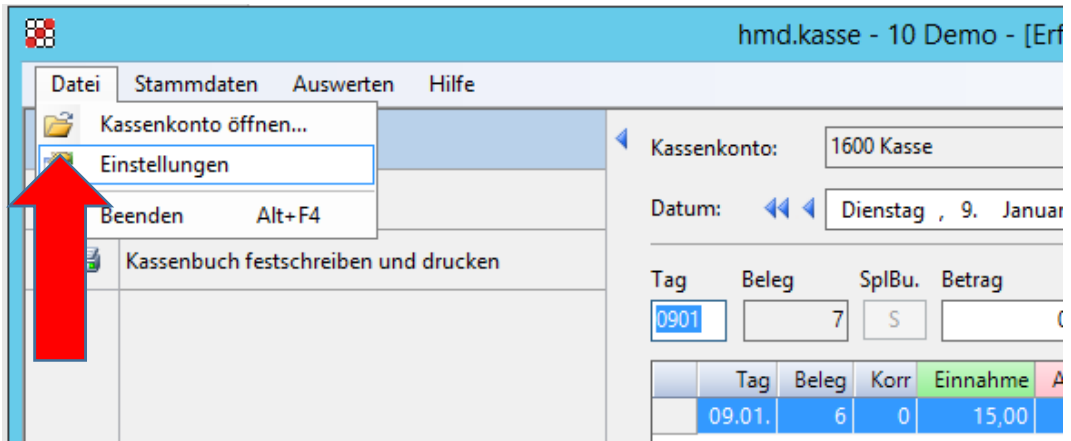 hmd.kasse - 10 Demo - [Erf
Datei Stammdaten Auswerten Hilfe
Kassenkonto öffnen...
Einstellungen
Beenden Alt+F4
Kassenbuch festschreiben und drucken
Kassenkonto: 1600 Kasse
Datum: Dienstag , 9. Januar
Tag Beleg SplBu. Betrag
0901 7 S
Tag Beleg Korr Einnahme A
09.01. 6 0 15,00